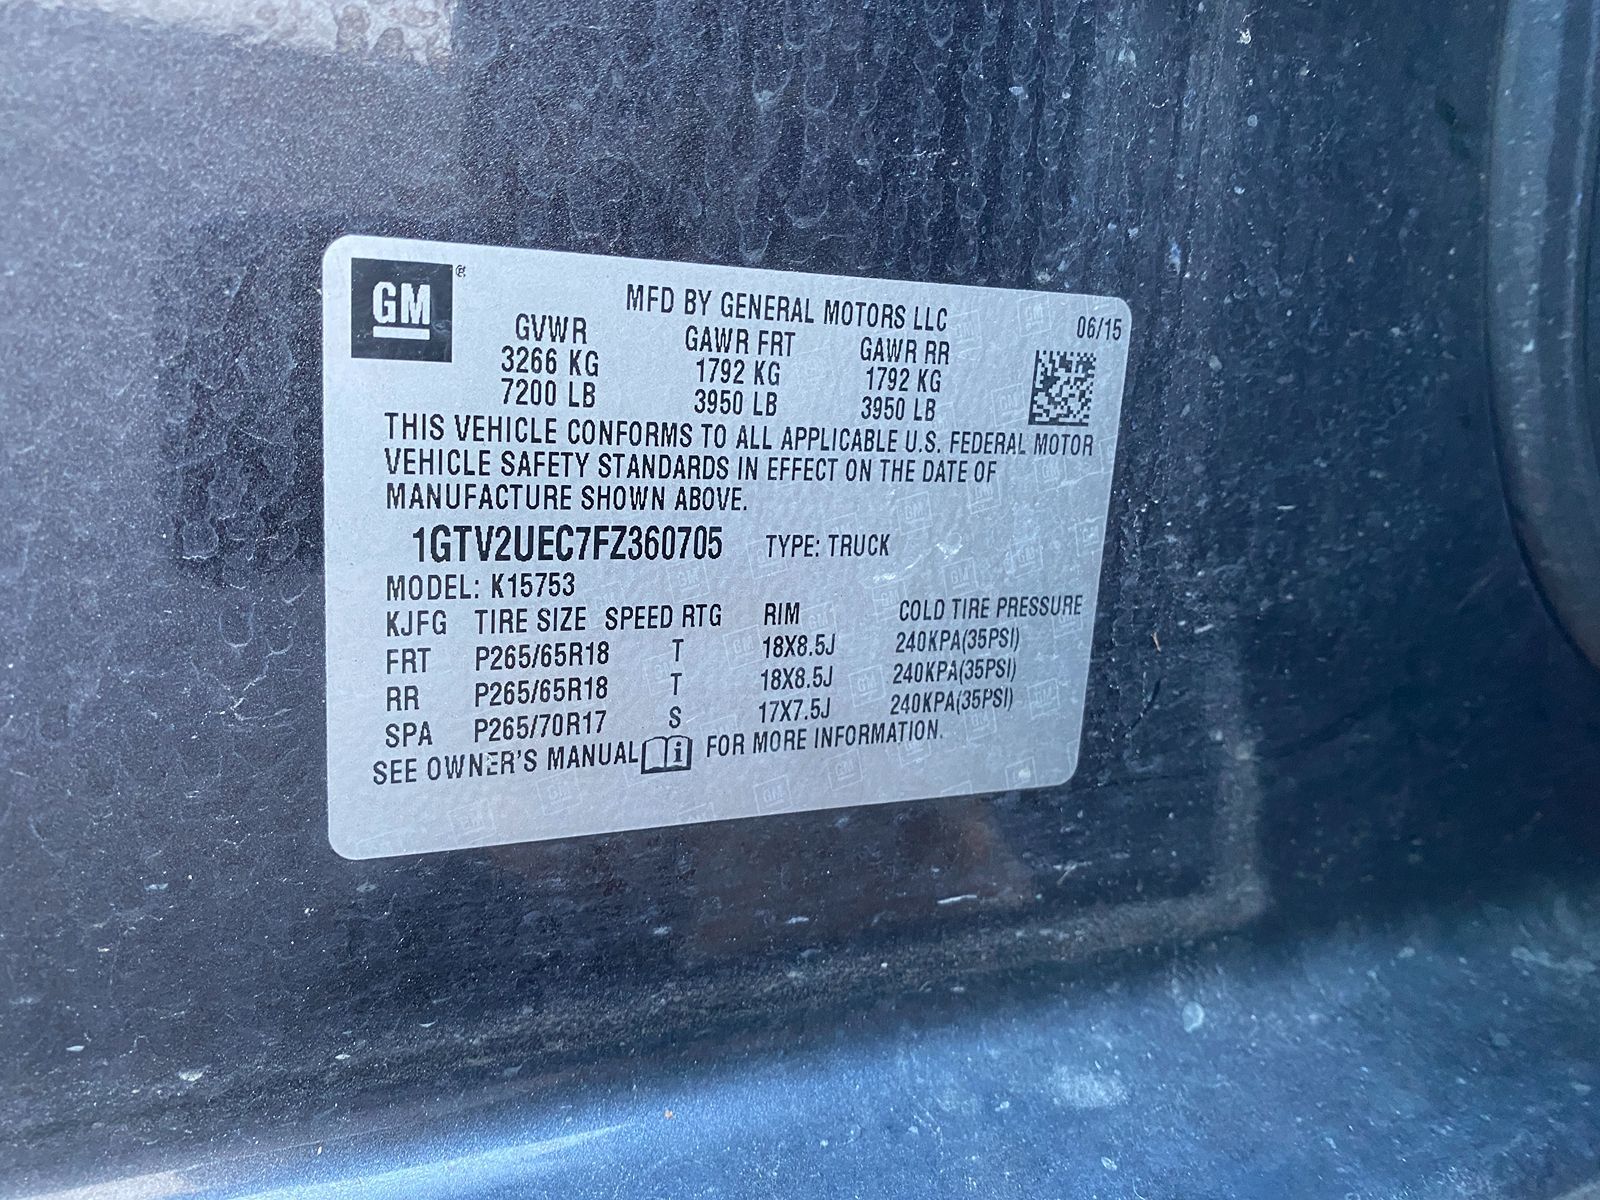 GM
MFD BY GENERAL MOTORS LLC 06/15
GVWR GAWR FRT GAWR RR
3266 KG 1792 KG 1792 KG
7200 LB 3950 LB 3950 LB
THIS VEHICLE CONFORMS TO ALL APPLICABLE U.S. FEDERAL MOTOR
VEHICLE SAFETY STANDARDS IN EFFECT ON THE DATE OF
MANUFACTURE SHOWN ABOVE.
1GTV2UEC7FZ360705 TYPE: TRUCK
MODEL: K15753
KJFG TIRE SIZE SPEED RTG RIM COLD TIRE PRESSURE
FRT P265/65R18 T 18X8.5J 240KPA(35PSI)
RR P265/65R18 T 18X8.5J 240KPA(35PSI)
SPA P265/70R17 S 17X7.5J 240KPA(35PSI)
SEE OWNER'S MANUAL i FOR MORE INFORMATION.